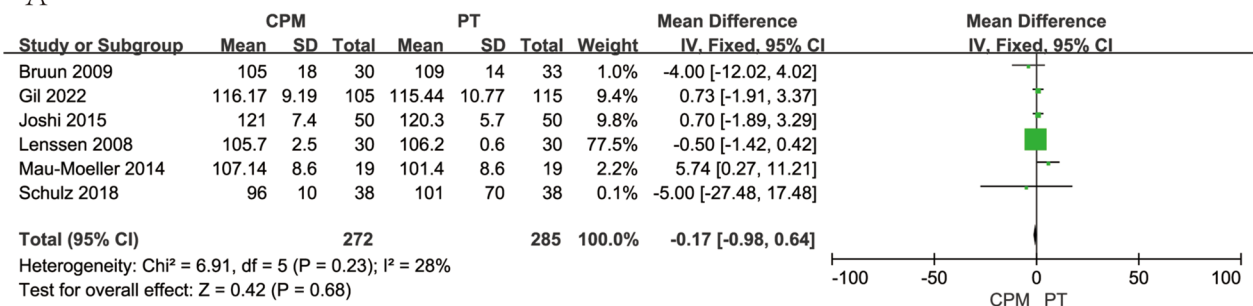 A
CPM PT Mean Difference Mean Difference
Study or Subgroup Mean SD Total Mean SD Total Weight IV, Fixed, 95% CI IV, Fixed, 95% CI
Bruun 2009 105 18 30 109 14 33 1.0% -4.00 [-12.02, 4.02]
Gil 2022 116.17 9.19 105 115.44 10.77 115 9.4% 0.73 [-1.91, 3.37]
Joshi 2015 121 7.4 50 120.3 5.7 50 9.8% 0.70 [-1.89, 3.29]
Lenssen 2008 105.7 2.5 30 106.2 0.6 30 77.5% -0.50 [-1.42, 0.42]
Mau-Moeller 2014 107.14 8.6 19 101.4 8.6 19 2.2% 5.74 [0.27, 11.21]
Schulz 2018 96 10 38 101 70 38 0.1% -5.00 [-27.48, 17.48]
Total (95% CI) 272 285 100.0% -0.17 [-0.98, 0.64]
Heterogeneity: Chi² = 6.91, df = 5 (P = 0.23); I² = 28%
Test for overall effect: Z = 0.42 (P = 0.68)
-100 -50 0 50 100
CPM PT